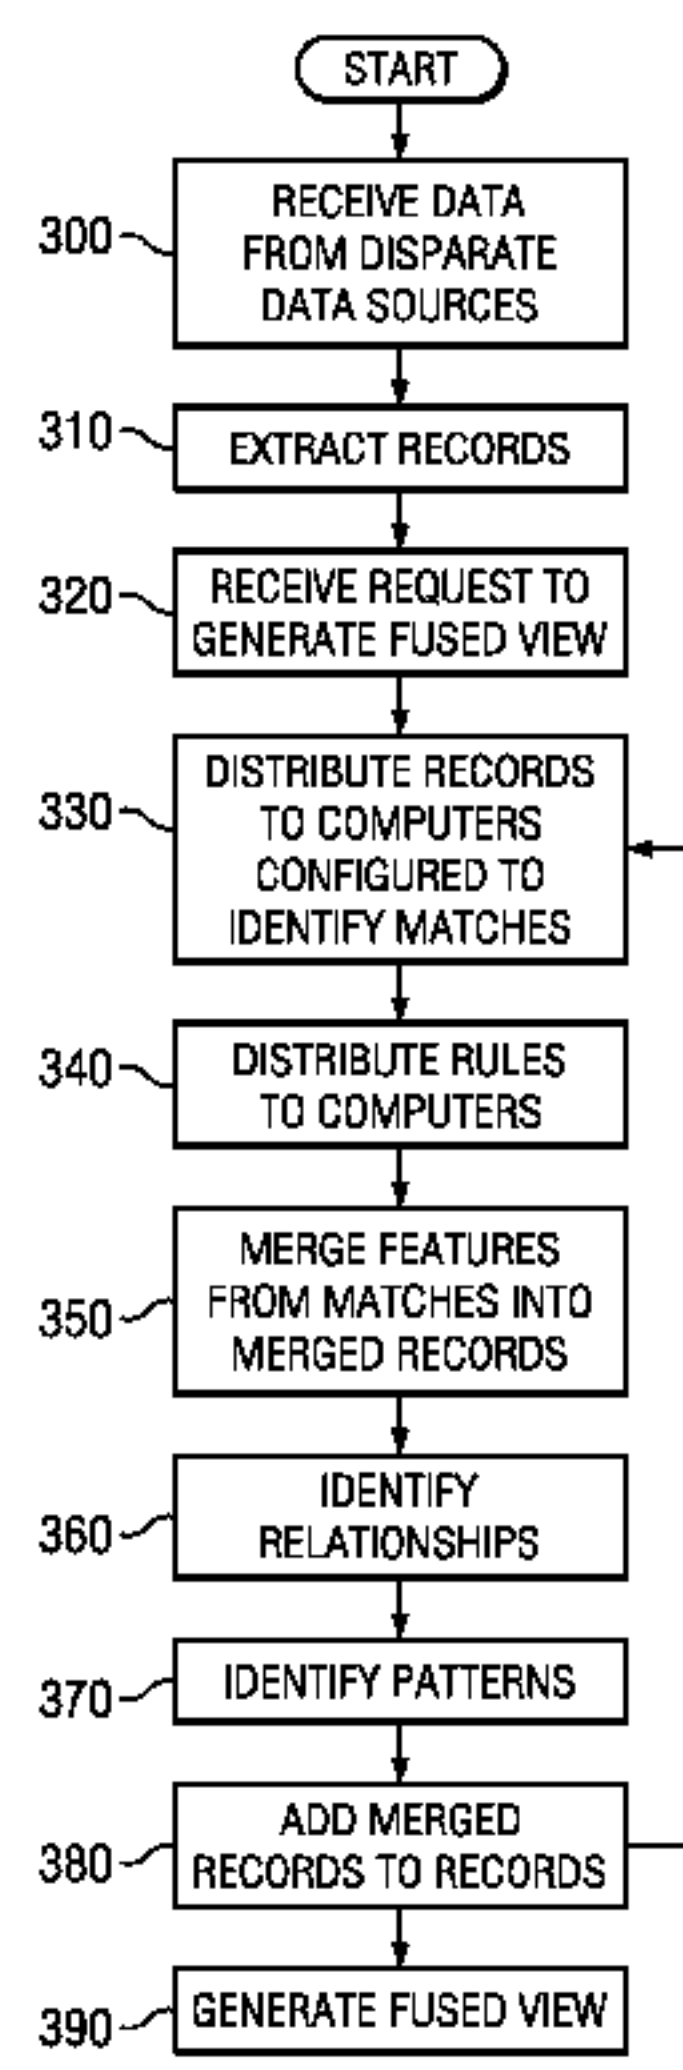 START
300
RECEIVE DATA
FROM DISPARATE
DATA SOURCES
310
EXTRACT RECORDS
320
RECEIVE REQUEST TO
GENERATE FUSED VIEW
330
DISTRIBUTE RECORDS
TO COMPUTERS
CONFIGURED TO
IDENTIFY MATCHES
340
DISTRIBUTE RULES
TO COMPUTERS
350
MERGE FEATURES
FROM MATCHES INTO
MERGED RECORDS
360
IDENTIFY
RELATIONSHIPS
370
IDENTIFY PATTERNS
380
ADD MERGED
RECORDS TO RECORDS
390
GENERATE FUSED VIEW